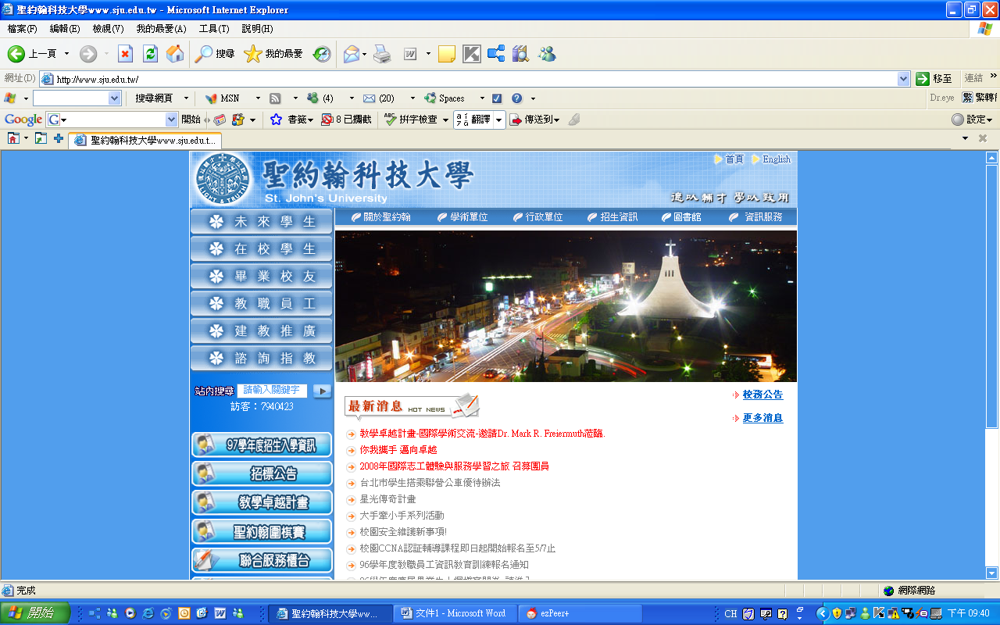 聖約翰科技大學www.sju.edu.tw - Microsoft Internet Explorer
檔案(F) 編輯(E) 檢視(V) 我的最愛(A) 工具(T) 說明(H)
上一頁 搜尋 我的最愛
網址(D) http://www.sju.edu.tw/ 移至 連結 »
搜尋網頁 MSN (4) (20) Spaces Dr.eye 繁 繁轉
Google G 開始 書籤 8 已攔截 ABC 拼字檢查 翻譯 傳送到 設定
聖約翰科技大學www.sju.edu.t...
聖約翰科技大學
St. John's University
LIGHT & TRUTH
首頁 English
關於聖約翰 學術單位 行政單位 招生資訊 圖書館 資訊服務
未來學生
在校學生
畢業校友
教職員工
建教推廣
諮詢指教
站內搜尋 請輸入關鍵字
訪客：7940423
97學年度招生入學資訊
招標公告
教學卓越計畫
聖約翰圍棋賽
聯合服務櫃台
最新消息 HOT NEWS
校務公告
更多消息
教學卓越計畫-國際學術交流-邀請Dr. Mark R. Freiermuth蒞臨.
你我攜手 邁向卓越
2008年國際志工體驗與服務學習之旅 召募團員
台北市學生搭乘聯營公車優待辦法
星光傳奇計畫
大手牽小手系列活動
校園安全維護新事項!
校園CCNA認証輔導課程即日起開始報名至5/7止
96學年度教職員工資訊教育訓練報名通知
完成 網際網路
開始 聖約翰科技大學ww... 文件1 - Microsoft Word ezPeer+ CH 下午 09:40